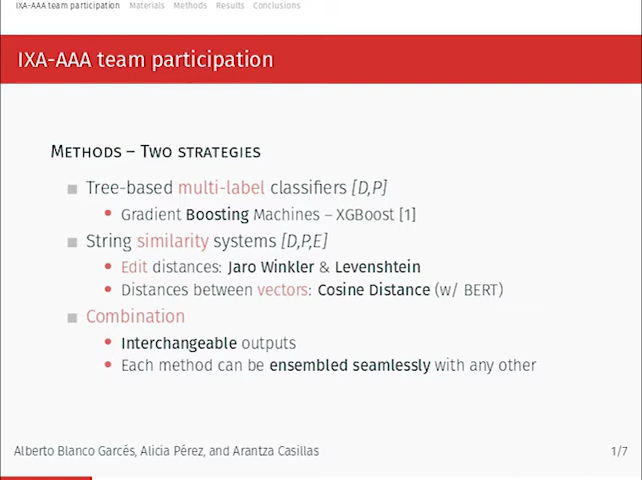 IXA-AAA team participation Materials Methods Results Conclusions
IXA-AAA team participation
Methods – Two strategies
Tree-based multi-label classifiers [D,P]
Gradient Boosting Machines – XGBoost [1]
String similarity systems [D,P,E]
Edit distances: Jaro Winkler & Levenshtein
Distances between vectors: Cosine Distance (w/ BERT)
Combination
Interchangeable outputs
Each method can be ensembled seamlessly with any other
Alberto Blanco Garcés, Alicia Pérez, and Arantza Casillas 1/7